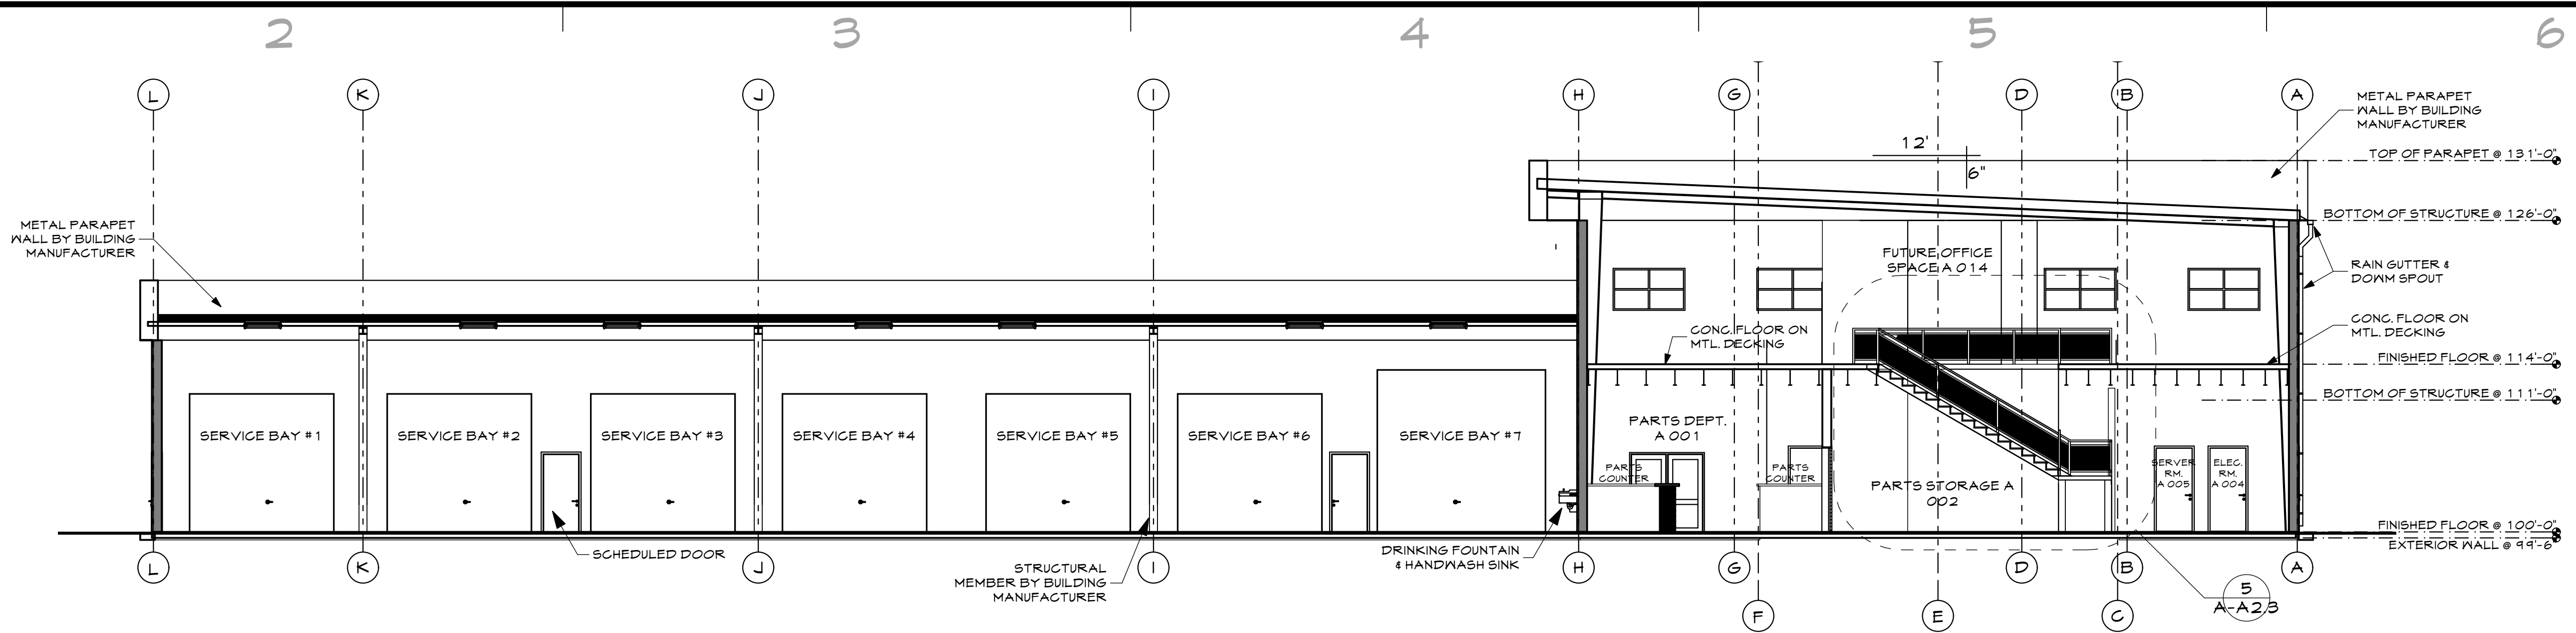 2
3
4
5
6
L
K
J
I
H
G
D
B
A
METAL PARAPET
WALL BY BUILDING
MANUFACTURER
12'
6"
TOP OF PARAPET @ 131'-0"
METAL PARAPET
WALL BY BUILDING
MANUFACTURER
BOTTOM OF STRUCTURE @ 126'-0"
FUTURE OFFICE
SPACE A 014
RAIN GUTTER &
DOWM SPOUT
CONC. FLOOR ON
MTL. DECKING
CONC. FLOOR ON
MTL. DECKING
FINISHED FLOOR @ 114'-0"
BOTTOM OF STRUCTURE @ 111'-0"
SERVICE BAY #1
SERVICE BAY #2
SERVICE BAY #3
SERVICE BAY #4
SERVICE BAY #5
SERVICE BAY #6
SERVICE BAY #7
PARTS DEPT.
A 001
PARTS
COUNTER
PARTS
COUNTER
PARTS STORAGE A
002
SERVER
RM.
A 005
ELEC.
RM.
A 004
FINISHED FLOOR @ 100'-0"
EXTERIOR WALL @ 99'-6"
SCHEDULED DOOR
STRUCTURAL
MEMBER BY BUILDING
MANUFACTURER
DRINKING FOUNTAIN
& HANDWASH SINK
L
K
J
I
H
G
D
B
A
F
E
C
5
A-A2.3